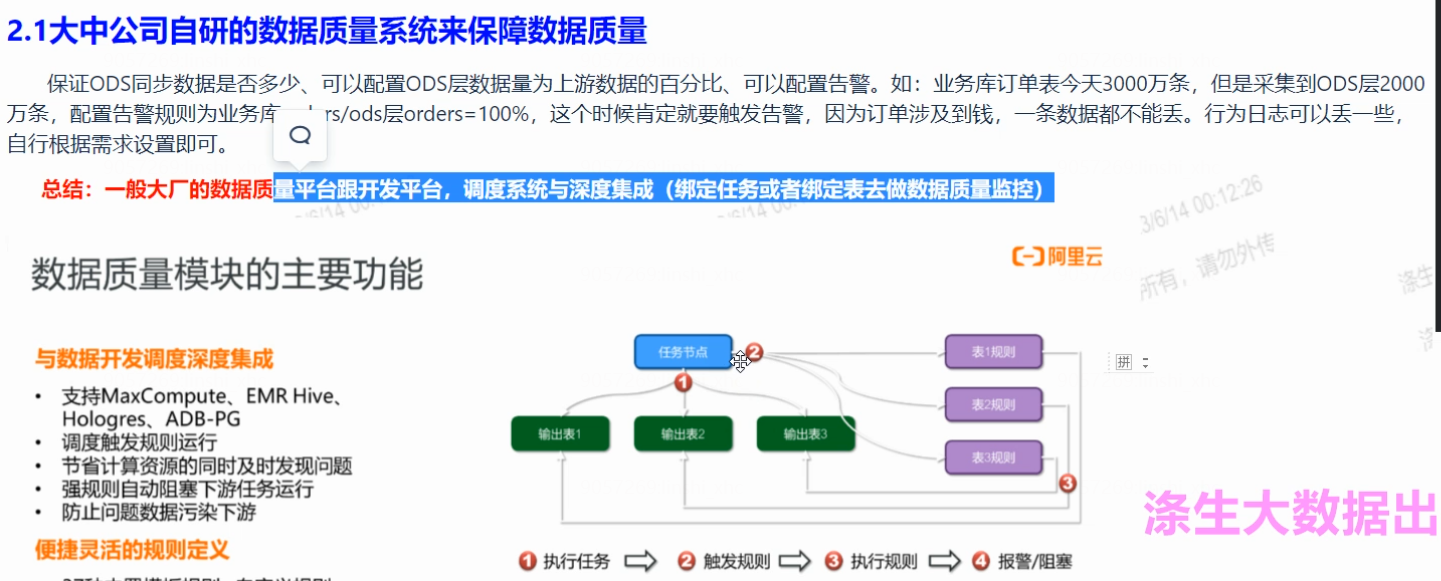 2.1大中公司自研的数据质量系统来保障数据质量
保证ODS同步数据是否多少、可以配置ODS层数据量为上游数据的百分比、可以配置告警。如：业务库订单表今天3000万条，但是采集到ODS层2000
万条，配置告警规则为业务库 rs/ods层orders=100%，这个时候肯定就要触发告警，因为订单涉及到钱，一条数据都不能丢。行为日志可以丢一些，
自行根据需求设置即可。
总结：一般大厂的数据质量平台跟开发平台，调度系统与深度集成（绑定任务或者绑定表去做数据质量监控）
3/6/14 00:12:26
所有，请勿外传
涤生
数据质量模块的主要功能
阿里云
与数据开发调度深度集成
• 支持MaxCompute、EMR Hive、
Hologres、ADB-PG
• 调度触发规则运行
• 节省计算资源的同时及时发现问题
• 强规则自动阻塞下游任务运行
• 防止问题数据污染下游
便捷灵活的规则定义
任务节点
2
表1规则
拼
1
表2规则
输出表1
输出表2
输出表3
表3规则
3
1 执行任务 2 触发规则 3 执行规则 4 报警/阻塞
涤生大数据出